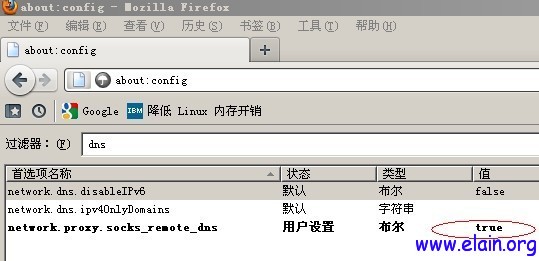 about:config - Mozilla Firefox
文件(F) 编辑(E) 查看(V) 历史(S) 书签(B) 工具(T) 帮助(H)
about:config
about:config
Google IBM 降低 Linux 内存开销
过滤器：(F) dns
首选项名称 状态 类型 值
network.dns.disableIPv6 默认 布尔 false
network.dns.ipv4OnlyDomains 默认 字符串
network.proxy.socks_remote_dns 用户设置 布尔 true
www.elain.org